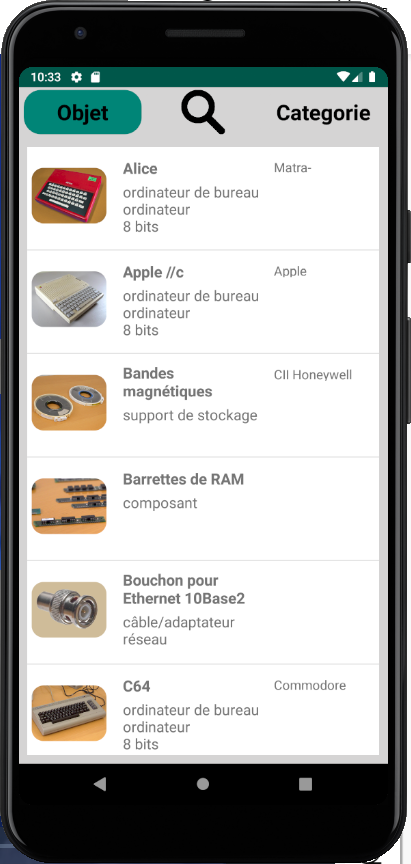 10:33
Objet
Categorie
Alice
Matra-
ordinateur de bureau
ordinateur
8 bits
Apple //c
Apple
ordinateur de bureau
ordinateur
8 bits
Bandes
magnétiques
CII Honeywell
support de stockage
Barrettes de RAM
composant
Bouchon pour
Ethernet 10Base2
câble/adaptateur
réseau
C64
Commodore
ordinateur de bureau
ordinateur
8 bits